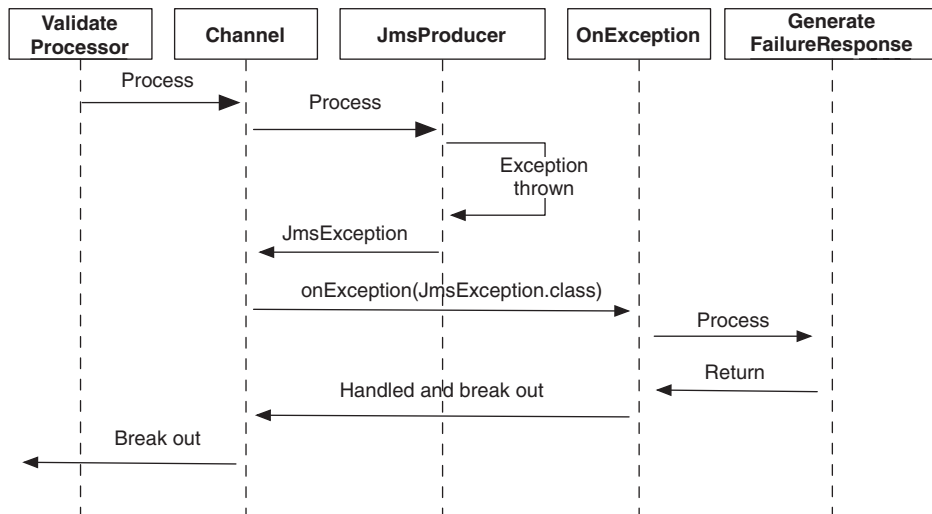 Validate
Processor
Channel
JmsProducer
OnException
Generate
FailureResponse
Process
Process
Exception
thrown
JmsException
onException(JmsException.class)
Process
Return
Handled and break out
Break out